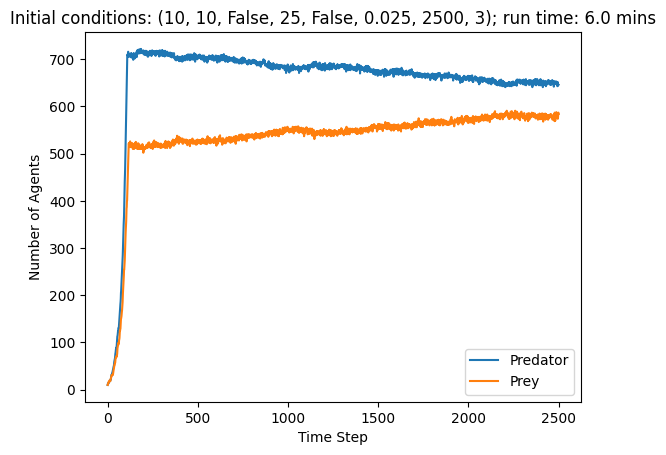 Initial conditions: (10, 10, False, 25, False, 0.025, 2500, 3); run time: 6.0 mins
700
600
500
400
300
200
100
0
Number of Agents
Predator
Prey
0 500 1000 1500 2000 2500
Time Step